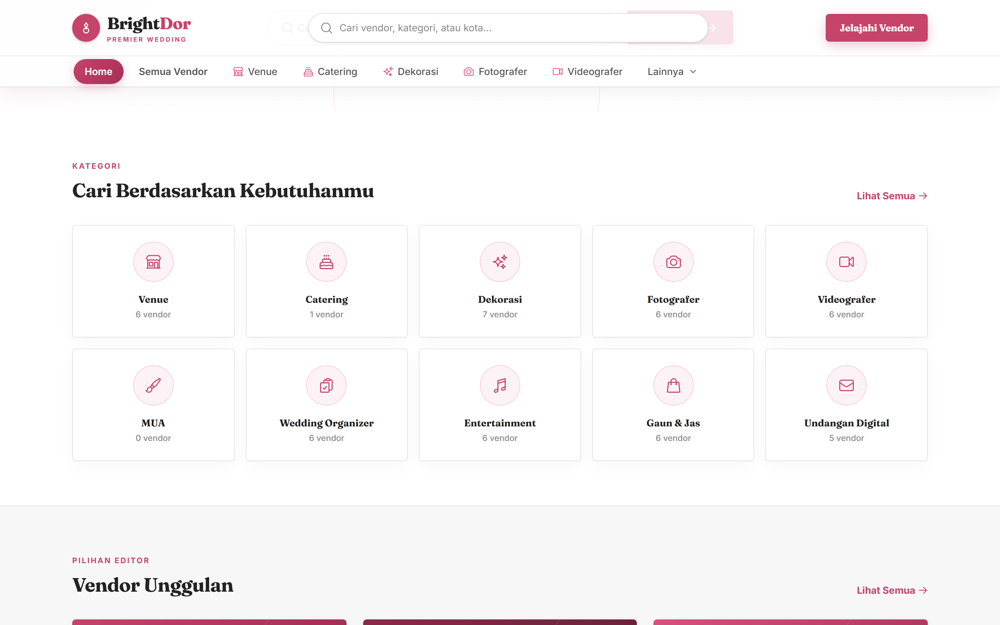 BrightDor
PREMIER WEDDING
Ca
Cari vendor, kategori, atau kota...
Jelajahi Vendor
Home
Semua Vendor
Venue
Catering
Dekorasi
Fotografer
Videografer
Lainnya
KATEGORI
Cari Berdasarkan Kebutuhanmu
Lihat Semua →
Venue
6 vendor
Catering
1 vendor
Dekorasi
7 vendor
Fotografer
6 vendor
Videografer
6 vendor
MUA
0 vendor
Wedding Organizer
6 vendor
Entertainment
6 vendor
Gaun & Jas
6 vendor
Undangan Digital
5 vendor
PILIHAN EDITOR
Vendor Unggulan
Lihat Semua →